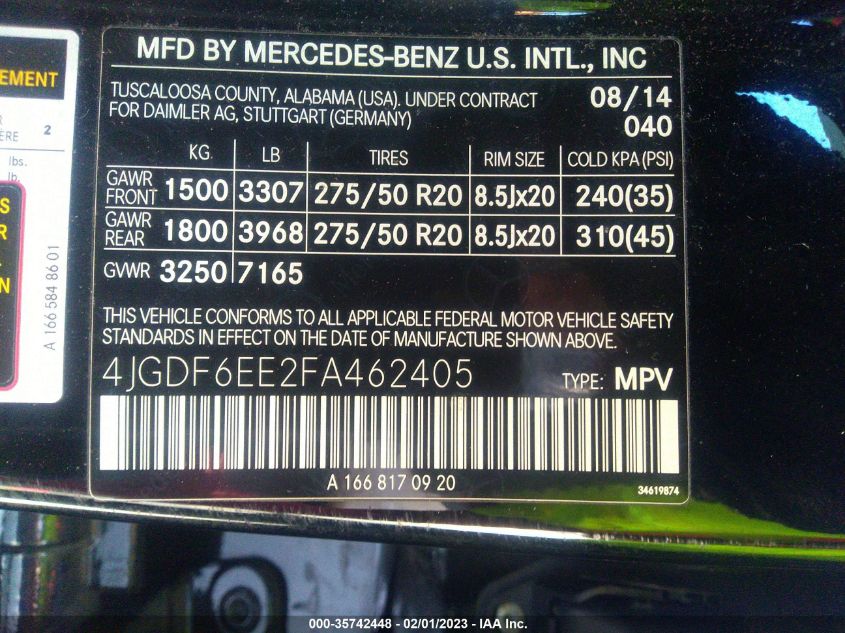 EMENT
R
ÈRE 2
lbs.
lb.
S
R
L
N
A 166 584 86 01
MFD BY MERCEDES-BENZ U.S. INTL., INC
TUSCALOOSA COUNTY, ALABAMA (USA). UNDER CONTRACT
FOR DAIMLER AG, STUTTGART (GERMANY)
08/14
040
KG LB TIRES RIM SIZE COLD KPA (PSI)
GAWR FRONT 1500 3307 275/50 R20 8.5Jx20 240(35)
GAWR REAR 1800 3968 275/50 R20 8.5Jx20 310(45)
GVWR 3250 7165
THIS VEHICLE CONFORMS TO ALL APPLICABLE FEDERAL MOTOR VEHICLE SAFETY
STANDARDS IN EFFECT ON THE DATE OF MANUFACTURE SHOWN ABOVE.
4JGDF6EE2FA462405 TYPE: MPV
A 166 817 09 20
34619874
000-35742448 - 02/01/2023 - © IAA Inc.